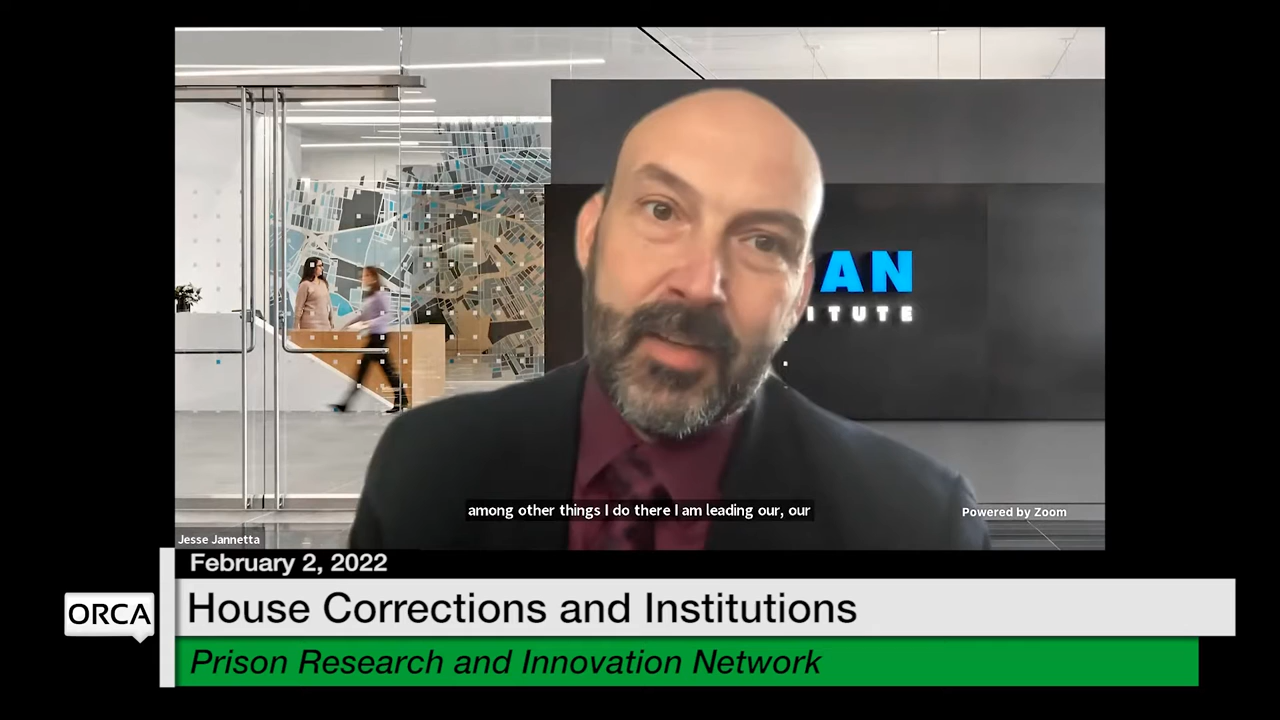 AN
ITUTE
among other things I do there I am leading our, our
Powered by Zoom
Jesse Jannetta
February 2, 2022
ORCA
House Corrections and Institutions
Prison Research and Innovation Network